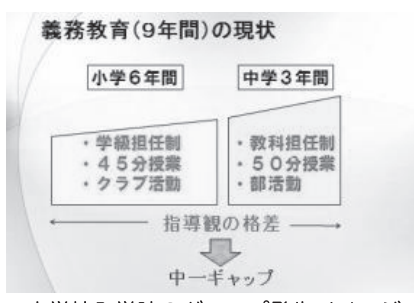 義務教育(9年間)の現状
小学6年間
中学3年間
・学級担任制
・45分授業
・クラブ活動
・教科担任制
・50分授業
・部活動
指導観の格差
中一ギャップ